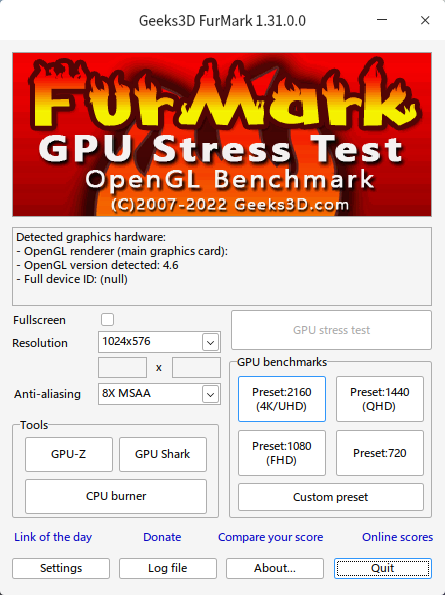 Geeks3D FurMark 1.31.0.0
FurMark
GPU Stress Test
OpenGL Benchmark
(C)2007-2022 Geeks3D.com
Detected graphics hardware:
- OpenGL renderer (main graphics card):
- OpenGL version detected: 4.6
- Full device ID: (null)
Fullscreen
GPU stress test
Resolution
1024x576
x
Anti-aliasing
8X MSAA
GPU benchmarks
Preset:2160
(4K/UHD)
Preset:1440
(QHD)
Preset:1080
(FHD)
Preset:720
Custom preset
Tools
GPU-Z
GPU Shark
CPU burner
Link of the day
Donate
Compare your score
Online scores
Settings
Log file
About...
Quit